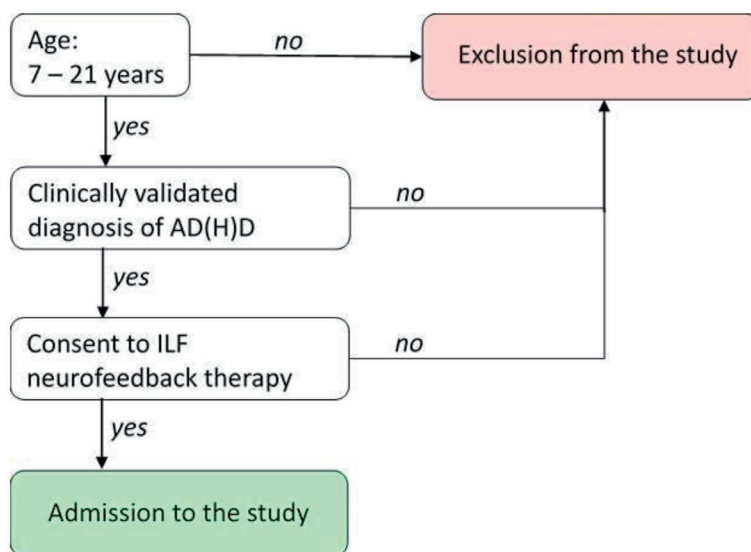 Age:
7 – 21 years
no
Exclusion from the study
yes
Clinically validated
diagnosis of AD(H)D
no
yes
Consent to ILF
neurofeedback therapy
no
yes
Admission to the study